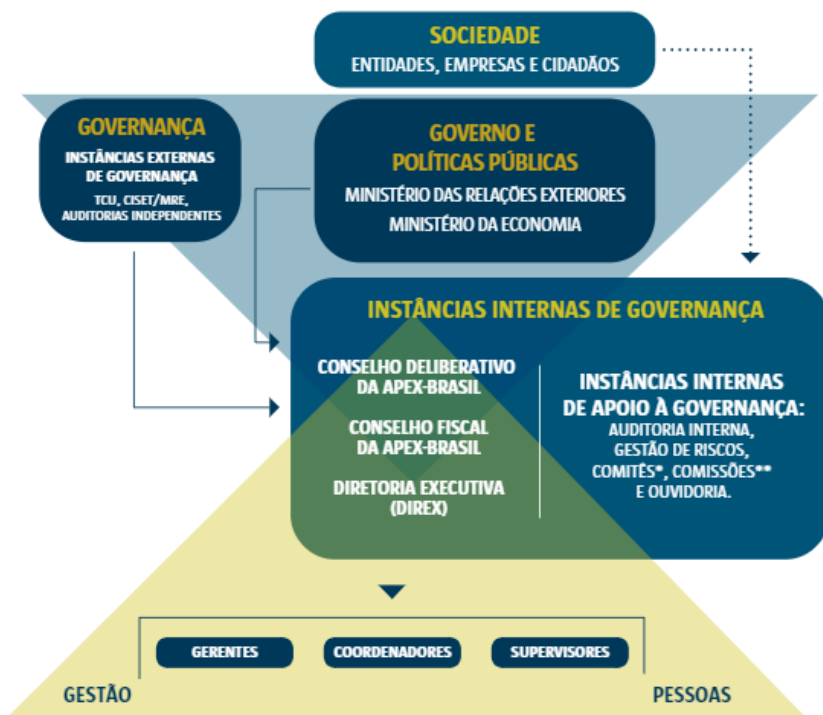 SOCIEDADE
ENTIDADES, EMPRESAS E CIDADÃOS
GOVERNANÇA
INSTÂNCIAS EXTERNAS
DE GOVERNANÇA
TCU, CISET/MRE,
AUDITORIAS INDEPENDENTES
GOVERNO E
POLÍTICAS PÚBLICAS
MINISTÉRIO DAS RELAÇÕES EXTERIORES
MINISTÉRIO DA ECONOMIA
INSTÂNCIAS INTERNAS DE GOVERNANÇA
CONSELHO DELIBERATIVO
DA APEX-BRASIL
CONSELHO FISCAL
DA APEX-BRASIL
DIRETORIA EXECUTIVA
(DIREX)
INSTÂNCIAS INTERNAS
DE APOIO À GOVERNANÇA:
AUDITORIA INTERNA,
GESTÃO DE RISCOS,
COMITÊS*, COMISSÕES**
E OUVIDORIA.
GERENTES
COORDENADORES
SUPERVISORES
GESTÃO
PESSOAS